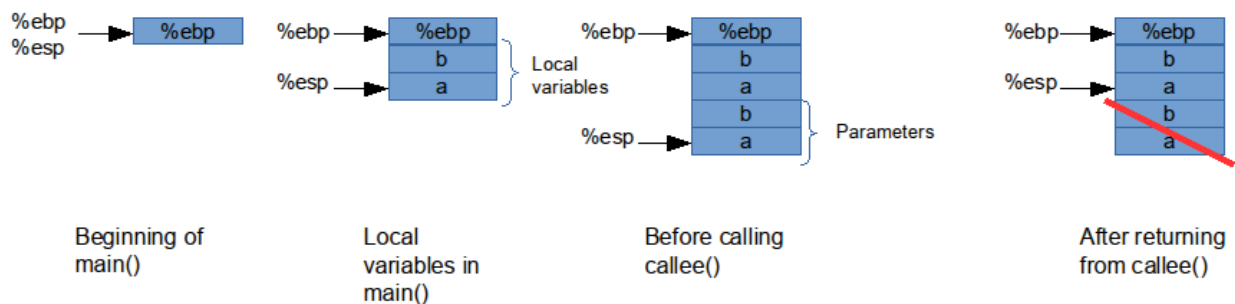 %ebp
%esp
%ebp
Beginning of
main()
%ebp
%ebp
b
%esp
a
Local
variables
Local
variables in
main()
%ebp
%ebp
b
a
b
%esp
a
Parameters
Before calling
callee()
%ebp
%ebp
b
%esp
a
b
a
After returning
from callee()